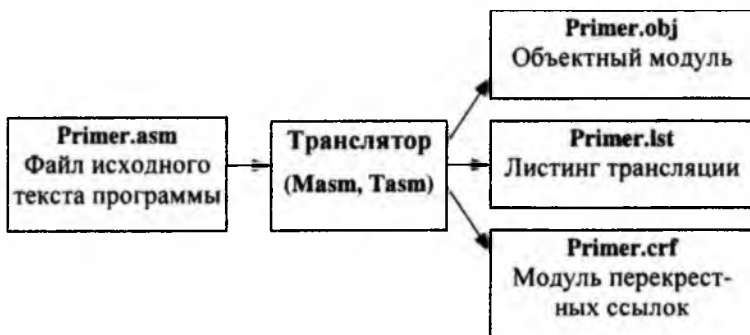 Primer.obj
Объектный модуль
Primer.asm
Файл исходного
текста программы
Транслятор
(Masm, Tasm)
Primer.lst
Листинг трансляции
Primer.crf
Модуль перекрест-
ных ссылок